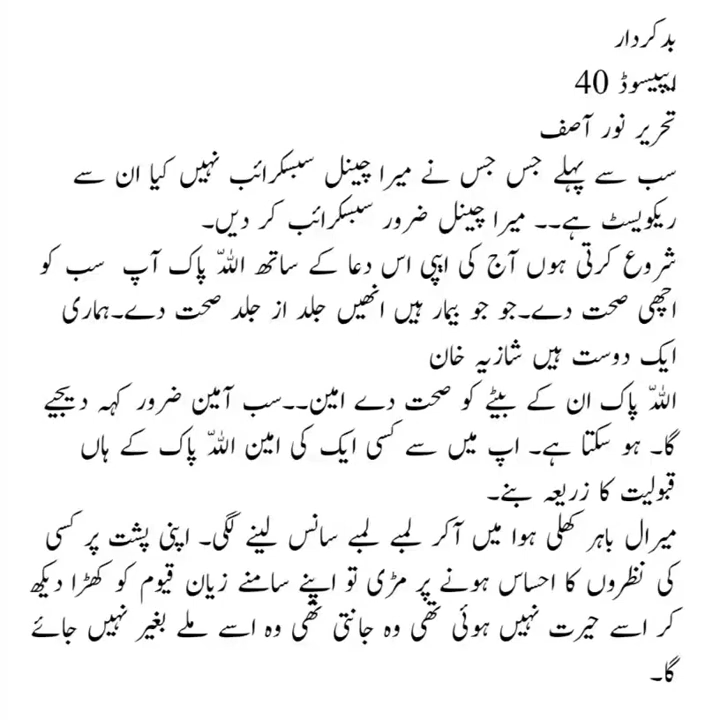 بدکردار
اپیسوڈ 40
تحریر نور آصف
سب سے پہلے جس جس نے میرا چینل سبسکرائب نہیں کیا ان سے
ریکویسٹ ہے۔۔ میرا چینل ضرور سبسکرائب کر دیں۔
شروع کرتی ہوں آج کی ایپی اس دعا کے ساتھ اللہ پاک آپ سب کو
اچھی صحت دے۔جو جو بیمار ہیں انھیں جلد از جلد صحت دے۔ہماری
ایک دوست ہیں شازیہ خان
اللہ پاک ان کے بیٹے کو صحت دے امین۔۔سب آمین ضرور کہہ دیجیے
گا۔ ہو سکتا ہے۔ اپ میں سے کسی ایک کی امین اللہ پاک کے ہاں
قبولیت کا زریعہ بنے۔
میرال باہر کھلی ہوا میں آکر لمبے لمبے سانس لینے لگی۔ اپنی پشت پر کسی
کی نظروں کا احساس ہونے پر مڑی تو اپنے سامنے زیان قیوم کو کھڑا دیکھ
کر اسے حیرت نہیں ہوئی تھی وہ جانتی تھی وہ اسے ملے بغیر نہیں جائے
گا۔